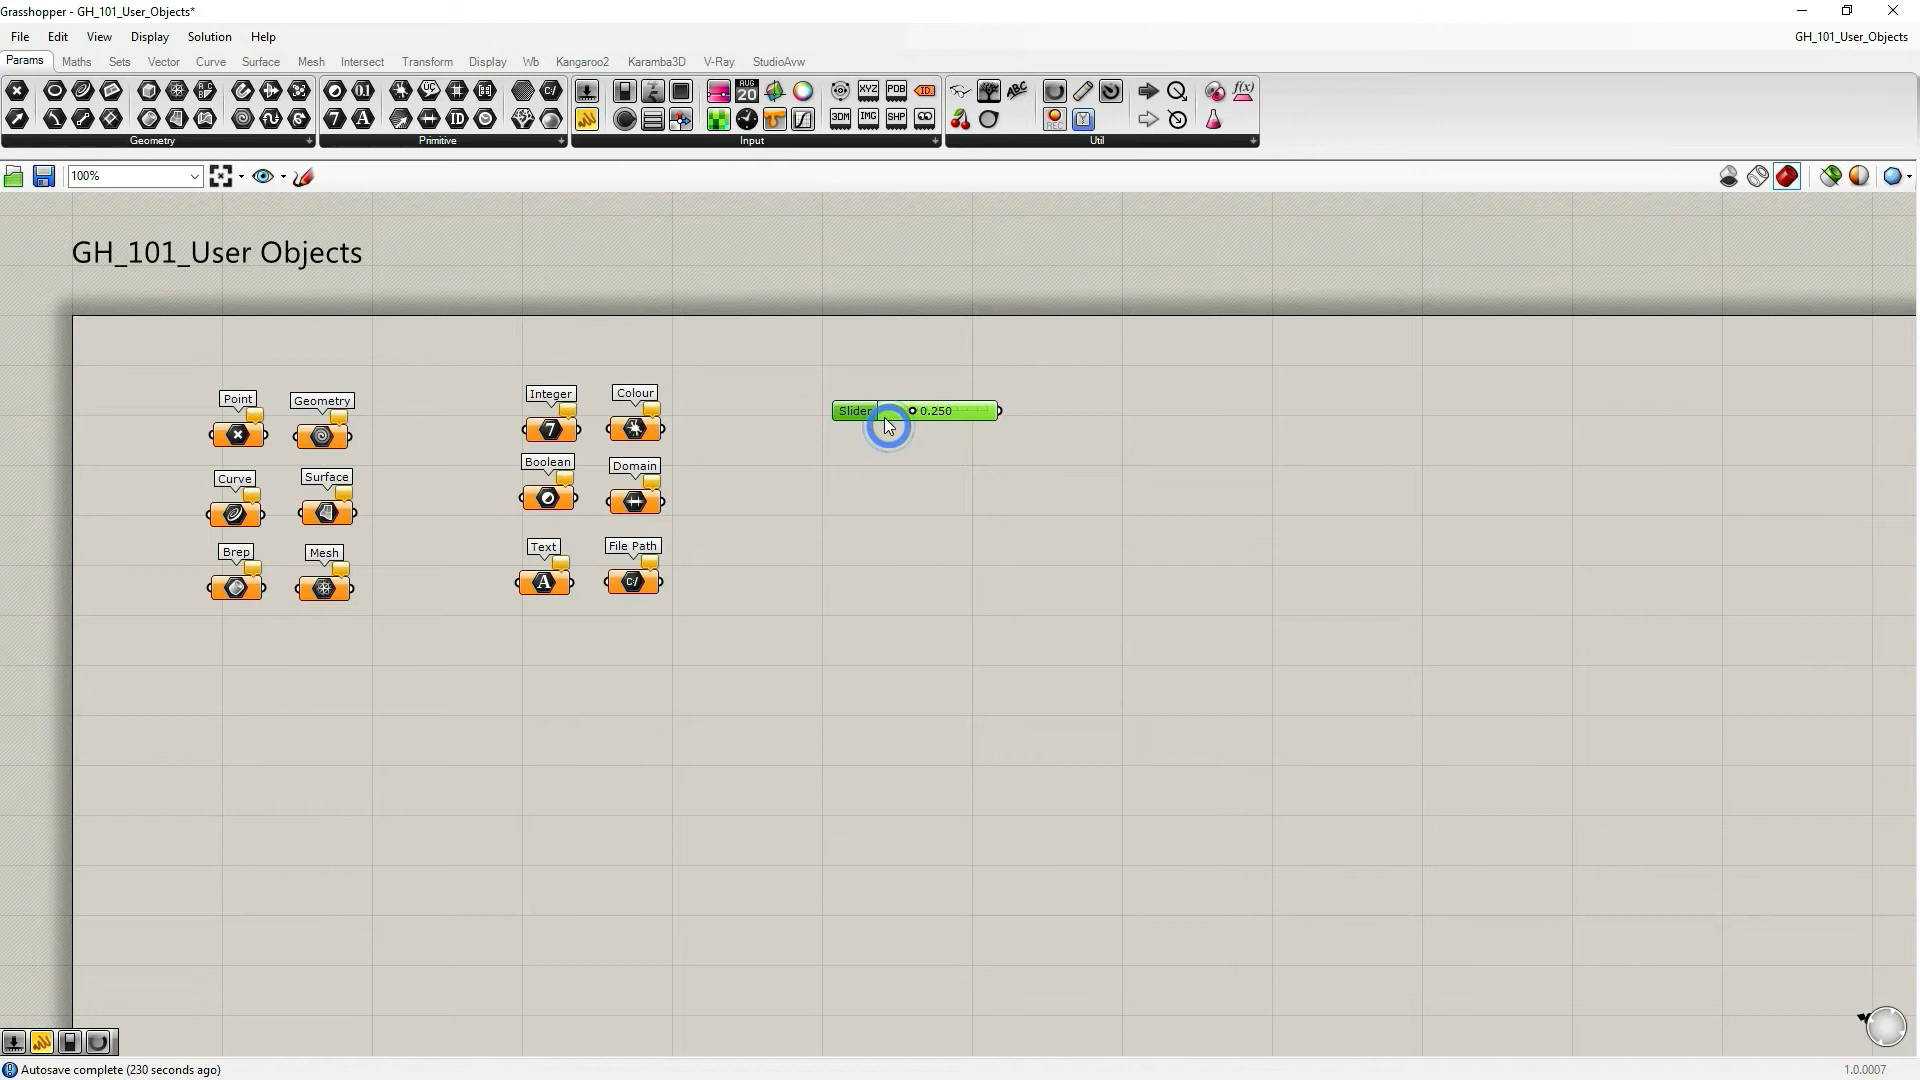 Grasshopper - GH_101_User_Objects*
File Edit View Display Solution Help GH_101_User_Objects
Params Maths Sets Vector Curve Surface Mesh Intersect Transform Display Wb Kangaroo2 Karamba3D V-Ray StudioAvw
Geometry Primitive Input Util
100%
GH_101_User Objects
Point Geometry Integer Colour
Slider 0.250
Curve Surface Boolean Domain
Brep Mesh Text File Path
Autosave complete (230 seconds ago) 1.0.0007